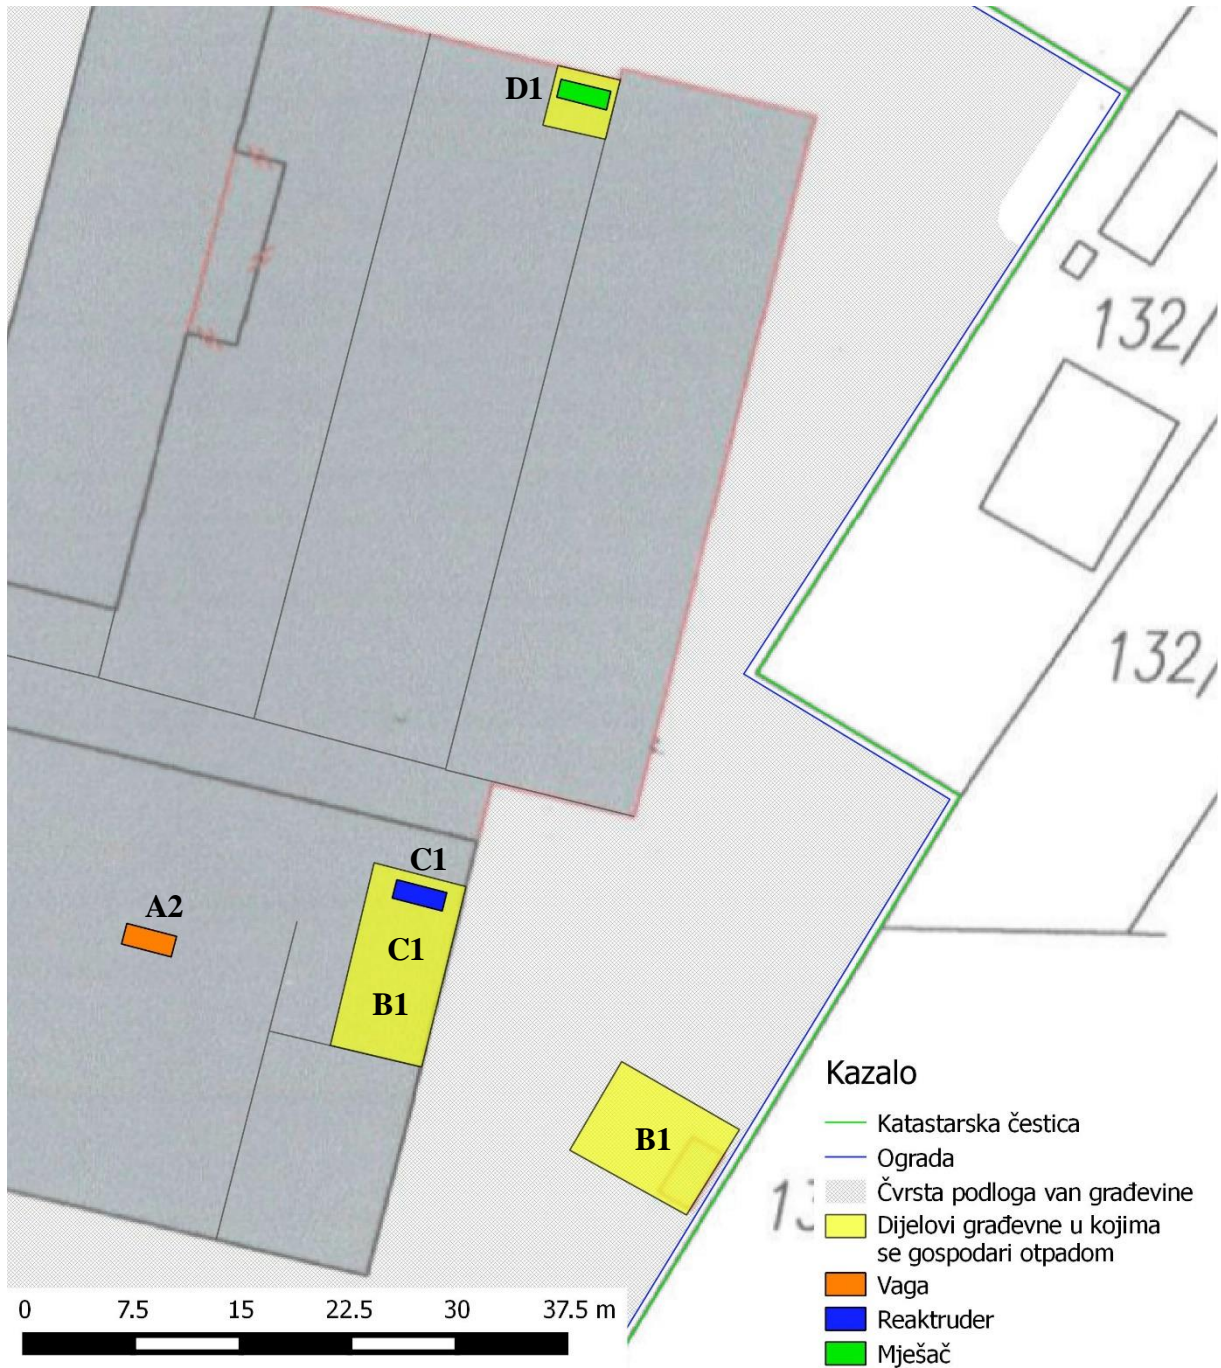 D1
132/
132/
C1
A2
C1
B1
B1
Kazalo
Katastarska čestica
Ograda
Čvrsta podloga van građevine
Dijelovi građevne u kojima
se gospodari otpadom
Vaga
Reaktruder
Mješač
0 7.5 15 22.5 30 37.5 m